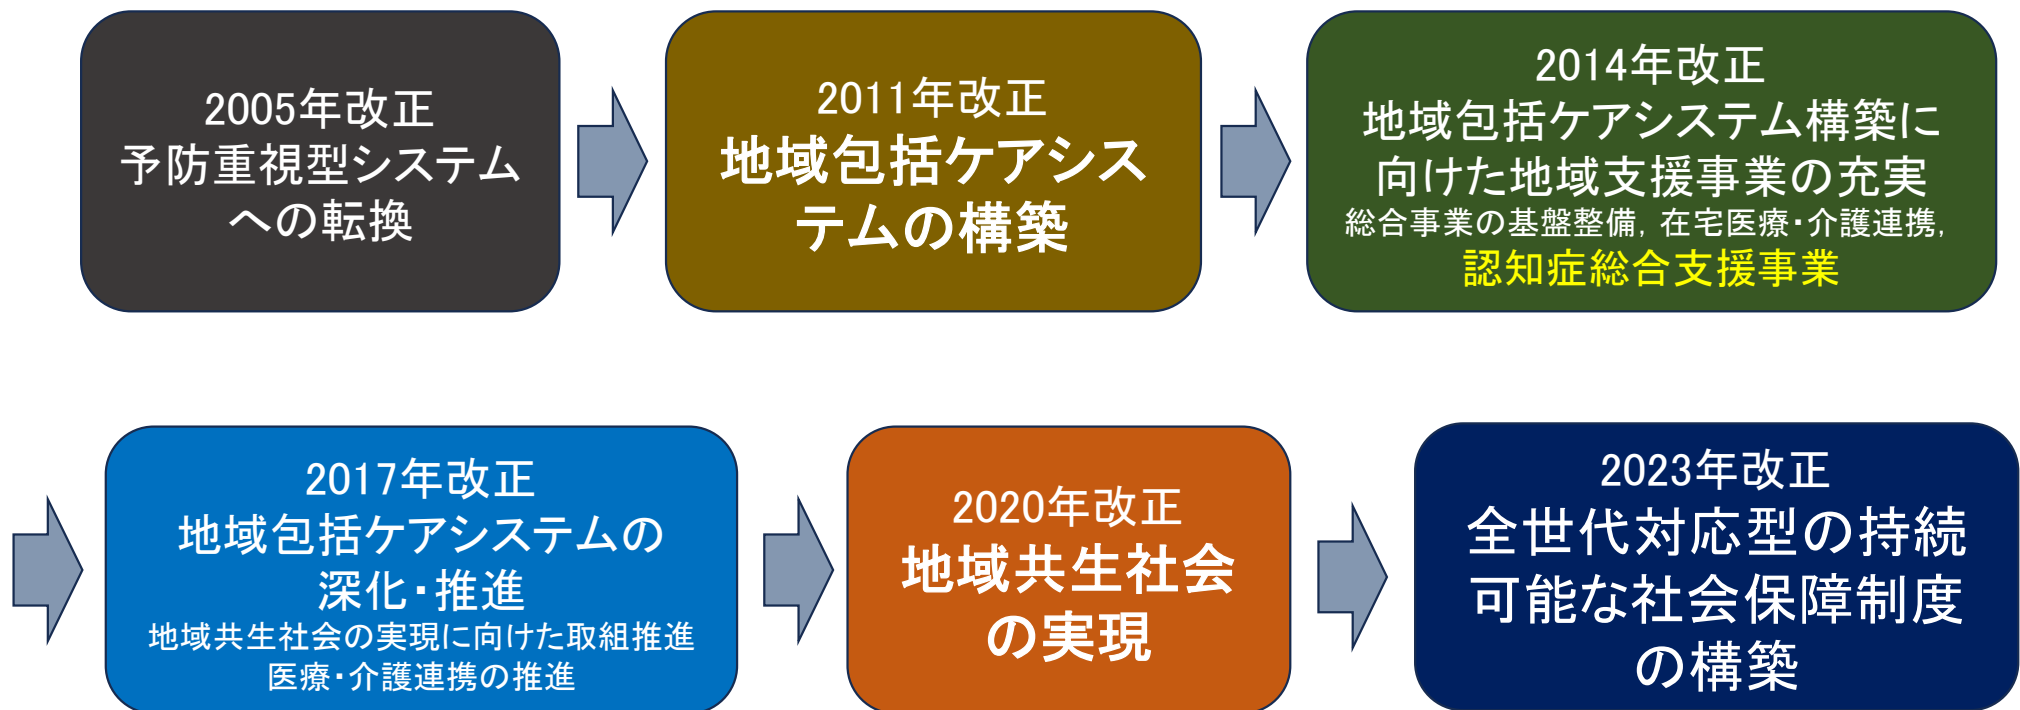 2005年改正
予防重視型システム
への転換
2011年改正
地域包括ケアシス
テムの構築
2014年改正
地域包括ケアシステム構築に
向けた地域支援事業の充実
総合事業の基盤整備，在宅医療・介護連携，
認知症総合支援事業
2017年改正
地域包括ケアシステムの
深化・推進
地域共生社会の実現に向けた取組推進
医療・介護連携の推進
2020年改正
地域共生社会
の実現
2023年改正
全世代対応型の持続
可能な社会保障制度
の構築